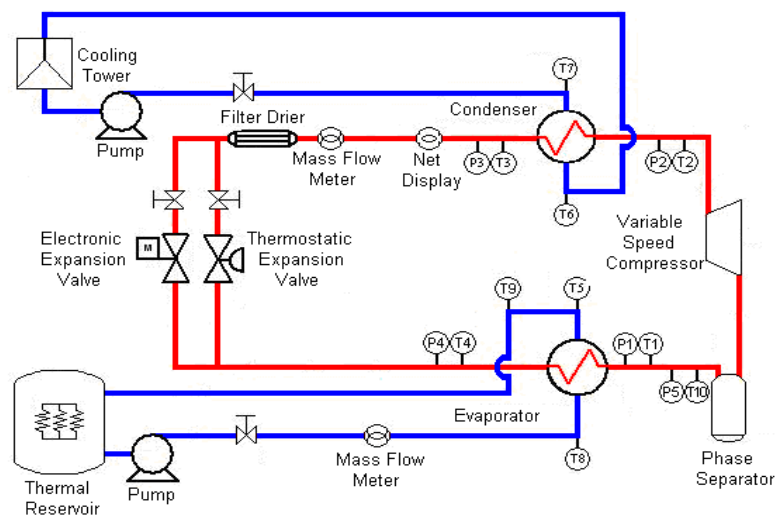 Cooling
Tower
Pump
Filter Drier
Mass Flow
Meter
Net
Display
Condenser
T7
P3
T3
P2
T2
T6
Variable
Speed
Compressor
Electronic
Expansion
Valve
M
Thermostatic
Expansion
Valve
T9
T5
P4
T4
P1
T1
P5
T10
Evaporator
Thermal
Reservoir
Pump
Mass Flow
Meter
T8
Phase
Separator